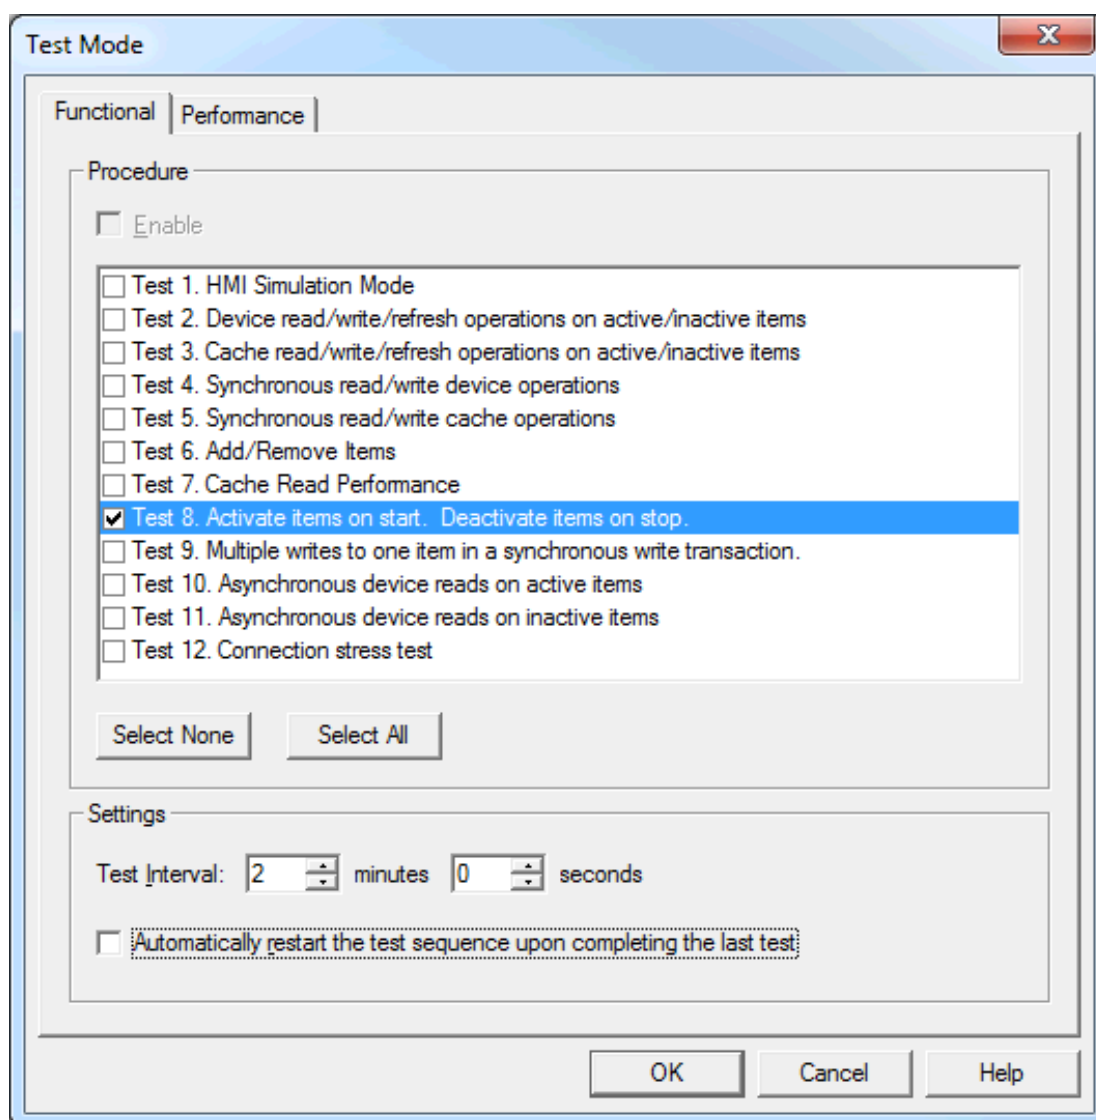 Test Mode
Functional Performance
Procedure
Enable
Test 1. HMI Simulation Mode
Test 2. Device read/write/refresh operations on active/inactive items
Test 3. Cache read/write/refresh operations on active/inactive items
Test 4. Synchronous read/write device operations
Test 5. Synchronous read/write cache operations
Test 6. Add/Remove Items
Test 7. Cache Read Performance
Test 8. Activate items on start.  Deactivate items on stop.
Test 9. Multiple writes to one item in a synchronous write transaction.
Test 10. Asynchronous device reads on active items
Test 11. Asynchronous device reads on inactive items
Test 12. Connection stress test
Select None Select All
Settings
Test Interval: 2 minutes 0 seconds
Automatically restart the test sequence upon completing the last test
OK Cancel Help